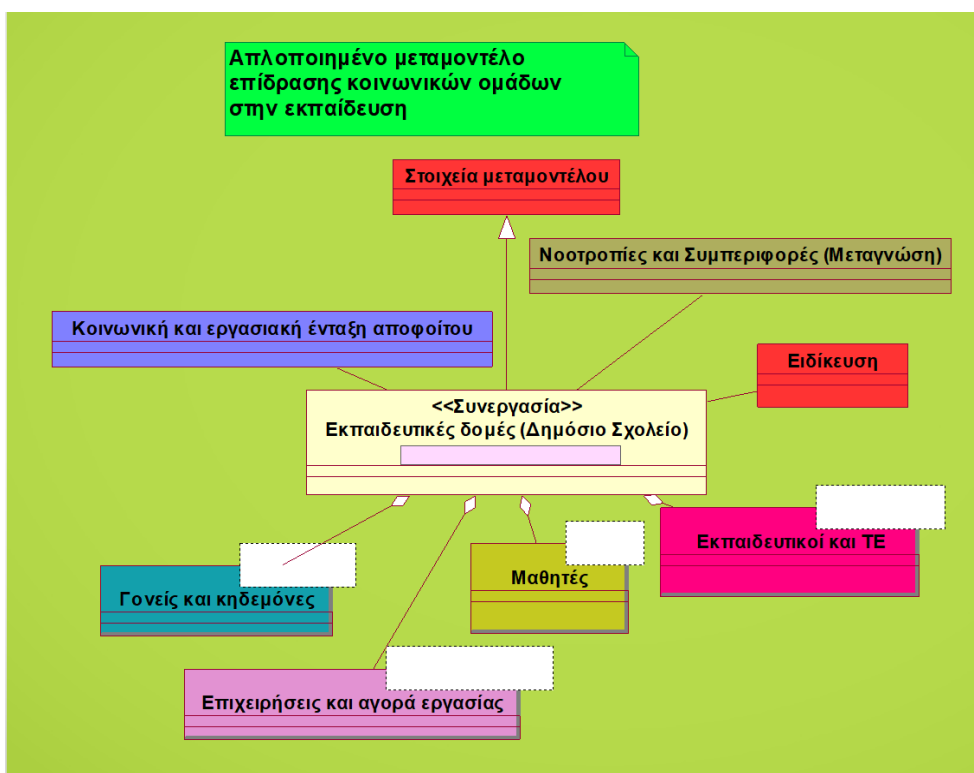 Απλοποιημένο μεταμοντέλο
επίδρασης κοινωνικών ομάδων
στην εκπαίδευση
Στοιχεία μεταμοντέλου
Νοοτροπίες και Συμπεριφορές (Μεταγνώση)
Κοινωνική και εργασιακή ένταξη αποφοίτου
Ειδίκευση
<<Συνεργασία>>
Εκπαιδευτικές δομές (Δημόσιο Σχολείο)
Εκπαιδευτικοί και ΤΕ
Μαθητές
Γονείς και κηδεμόνες
Επιχειρήσεις και αγορά εργασίας